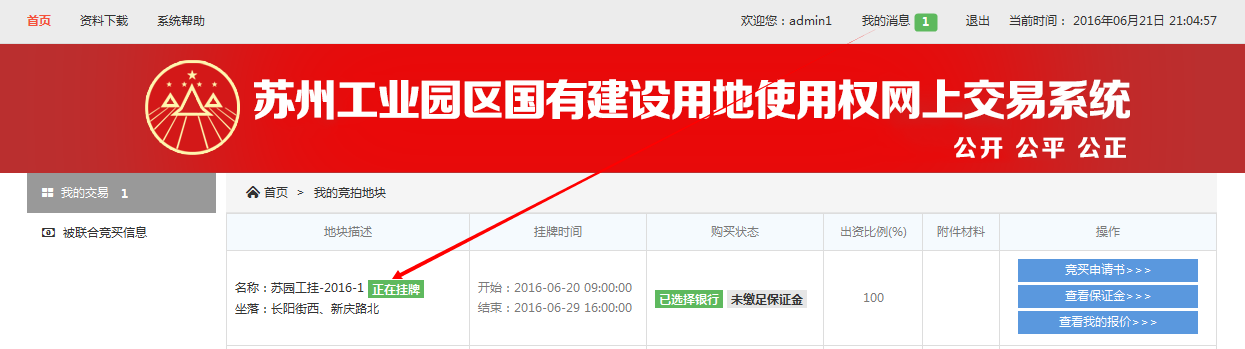 首页 资料下载 系统帮助 欢迎您：admin1 我的消息 1 退出 当前时间： 2016年06月21日 21:04:57
苏州工业园区国有建设用地使用权网上交易系统
公开 公平 公正
我的交易 1 首页 > 我的竞拍地块
被联合竞买信息
地块描述 挂牌时间 购买状态 出资比例(%) 附件材料 操作
名称：苏园工挂-2016-1 正在挂牌
坐落：长阳街西、新庆路北
开始：2016-06-20 09:00:00
结束：2016-06-29 16:00:00
已选择银行 未缴足保证金
100
竞买申请书>>>
查看保证金>>>
查看我的报价>>>